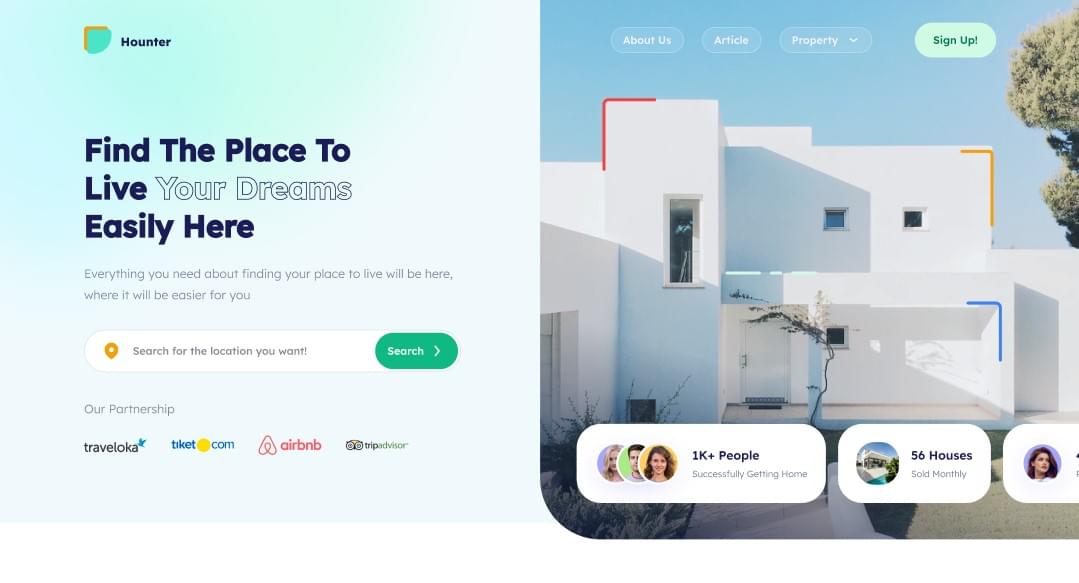 Hounter
About Us
Article
Property
Sign Up!
Find The Place To
Live Your Dreams
Easily Here
Everything you need about finding your place to live will be here,
where it will be easier for you
Search for the location you want!
Search
Our Partnership
traveloka
tiket com
airbnb
tripadvisor
1K+ People
Successfully Getting Home
56 Houses
Sold Monthly